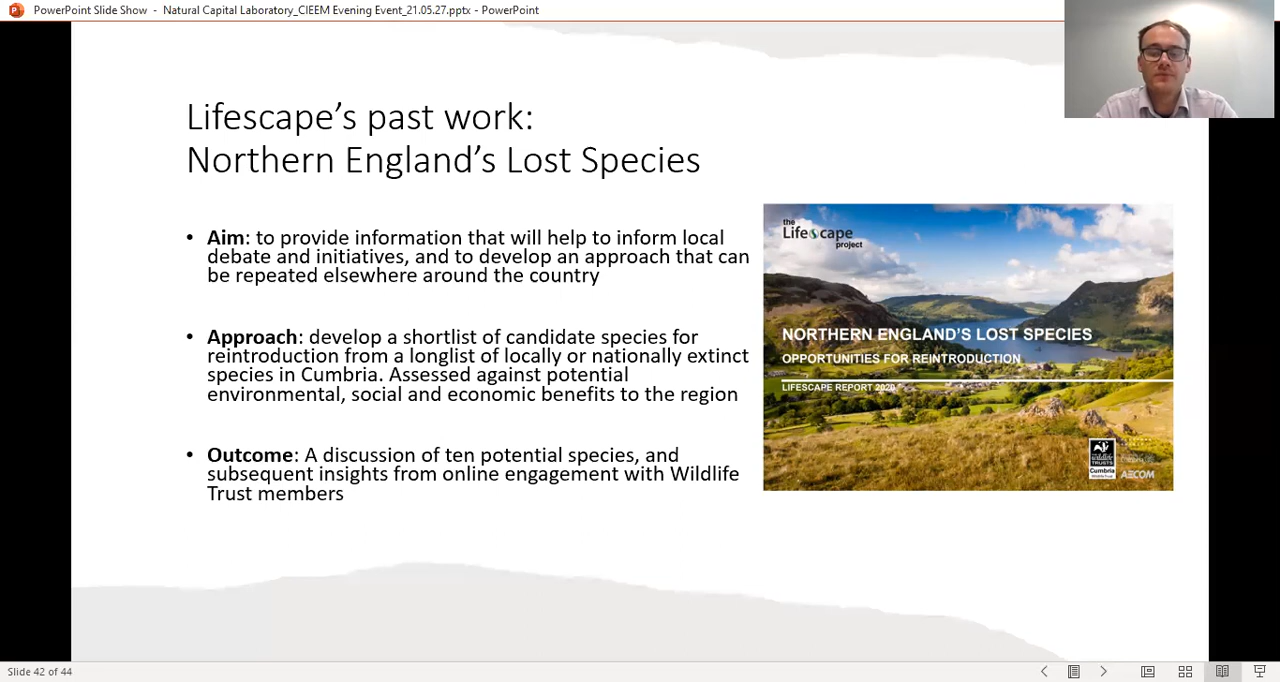 PowerPoint Slide Show - Natural Capital Laboratory_CIEEM Evening Event_21.05.27.pptx - PowerPoint
Lifescape’s past work:
Northern England’s Lost Species
• Aim: to provide information that will help to inform local
debate and initiatives, and to develop an approach that can
be repeated elsewhere around the country
• Approach: develop a shortlist of candidate species for
reintroduction from a longlist of locally or nationally extinct
species in Cumbria. Assessed against potential
environmental, social and economic benefits to the region
• Outcome: A discussion of ten potential species, and
subsequent insights from online engagement with Wildlife
Trust members
the
Lifescape
project
NORTHERN ENGLAND’S LOST SPECIES
OPPORTUNITIES FOR REINTRODUCTION
LIFESCAPE REPORT 2020
Cumbria
AECOM
Slide 42 of 44